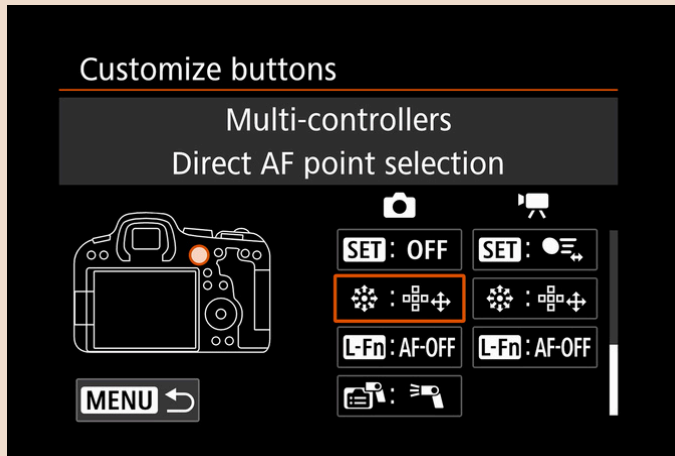 Customize buttons
Multi-controllers
Direct AF point selection
SET : OFF SET :
: :
L-Fn : AF-OFF L-Fn : AF-OFF
MENU :